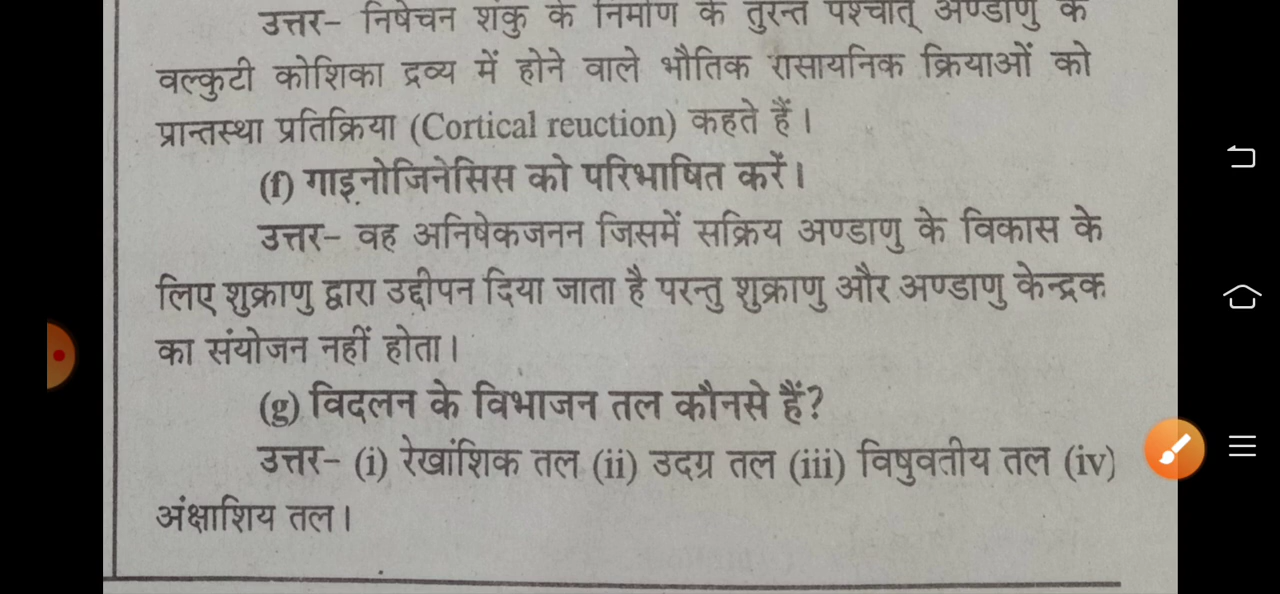 उत्तर– निषेचन शंकु के निर्माण के तुरन्त पश्चात् अण्डाणु के
वल्कुटी कोशिका द्रव्य में होने वाले भौतिक रासायनिक क्रियाओं को
प्रान्तस्था प्रतिक्रिया (Cortical reuction) कहते हैं।
(f) गाइनोजिनेसिस को परिभाषित करें।
उत्तर– वह अनिषेकजनन जिसमें सक्रिय अण्डाणु के विकास के
लिए शुक्राणु द्वारा उद्दीपन दिया जाता है परन्तु शुक्राणु और अण्डाणु केन्द्रक
का संयोजन नहीं होता।
(g) विदलन के विभाजन तल कौनसे हैं?
उत्तर– (i) रेखांशिक तल (ii) उदग्र तल (iii) विषुवतीय तल (iv)
अंक्षाशिय तल।